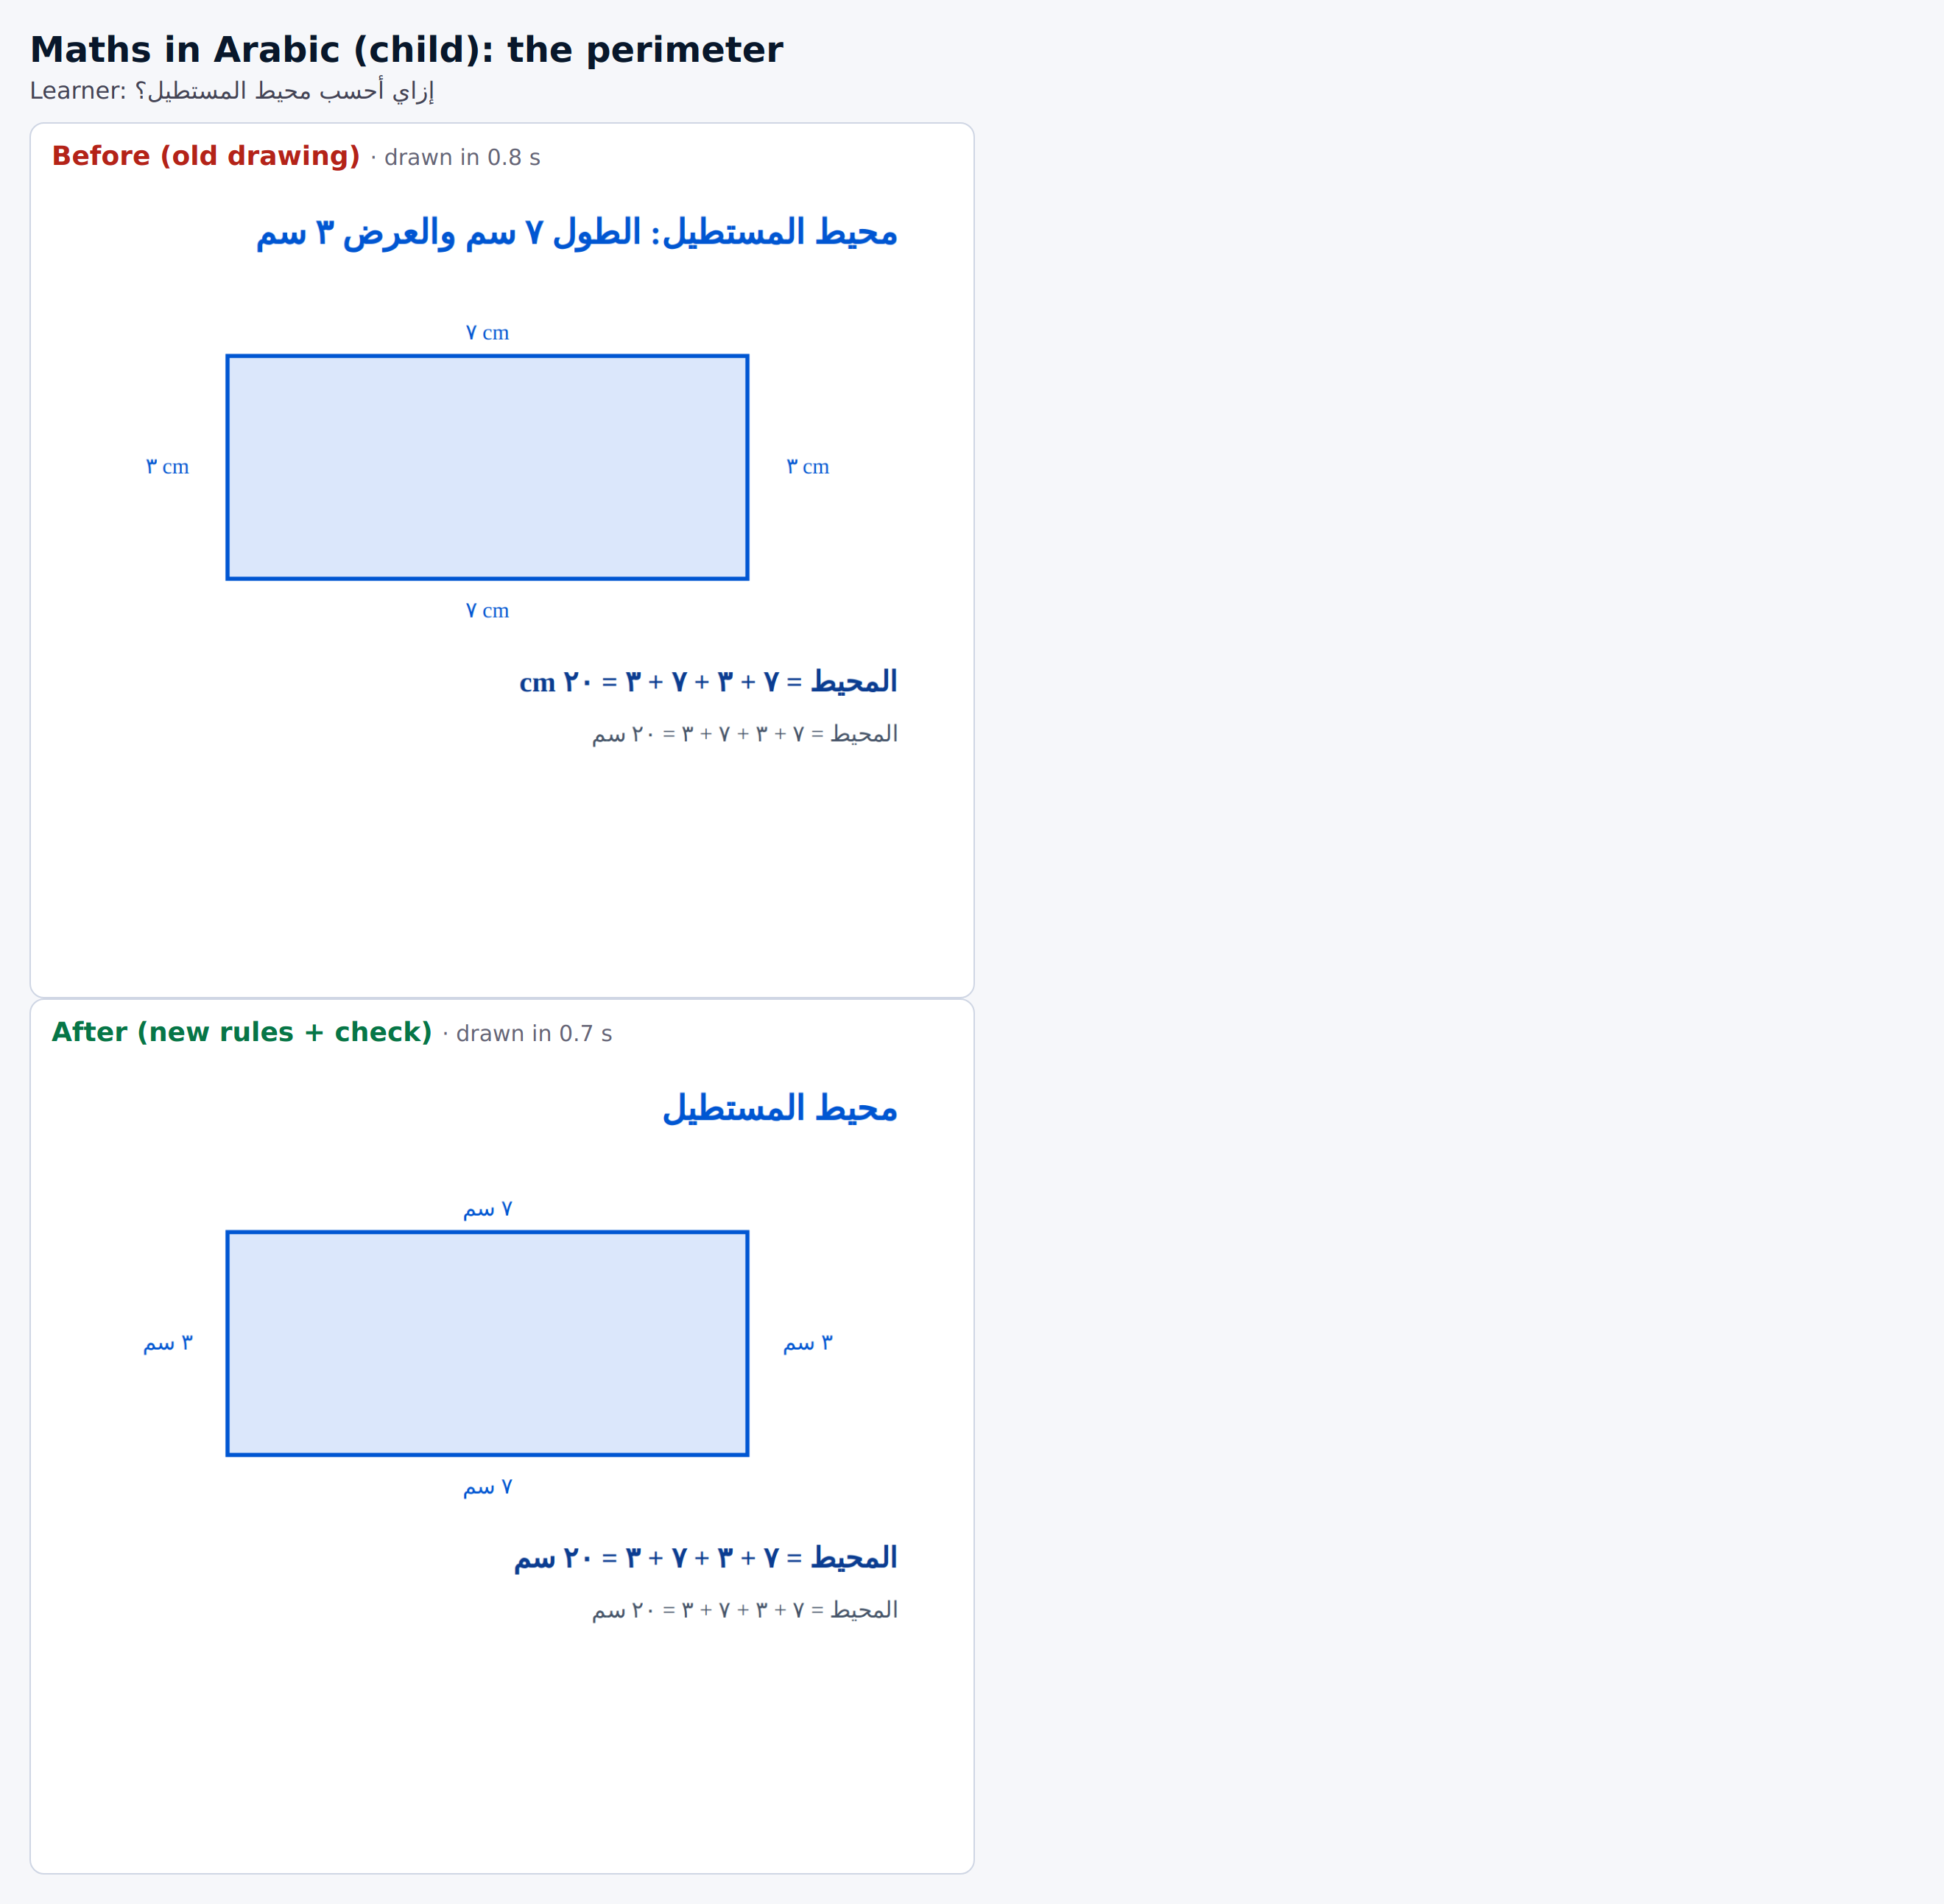 Maths in Arabic (child): the perimeter
Learner: إزاي أحسب محيط المستطيل؟
Before (old drawing) · drawn in 0.8 s
محيط المستطيل: الطول ٧ سم والعرض ٣ سم
٧ cm
٣ cm
٣ cm
٧ cm
المحيط = ٧ + ٣ + ٧ + ٣ = ٢٠ cm
المحيط = ٧ + ٣ + ٧ + ٣ = ٢٠ سم
After (new rules + check) · drawn in 0.7 s
محيط المستطيل
٧ سم
٣ سم
٣ سم
٧ سم
المحيط = ٧ + ٣ + ٧ + ٣ = ٢٠ سم
المحيط = ٧ + ٣ + ٧ + ٣ = ٢٠ سم